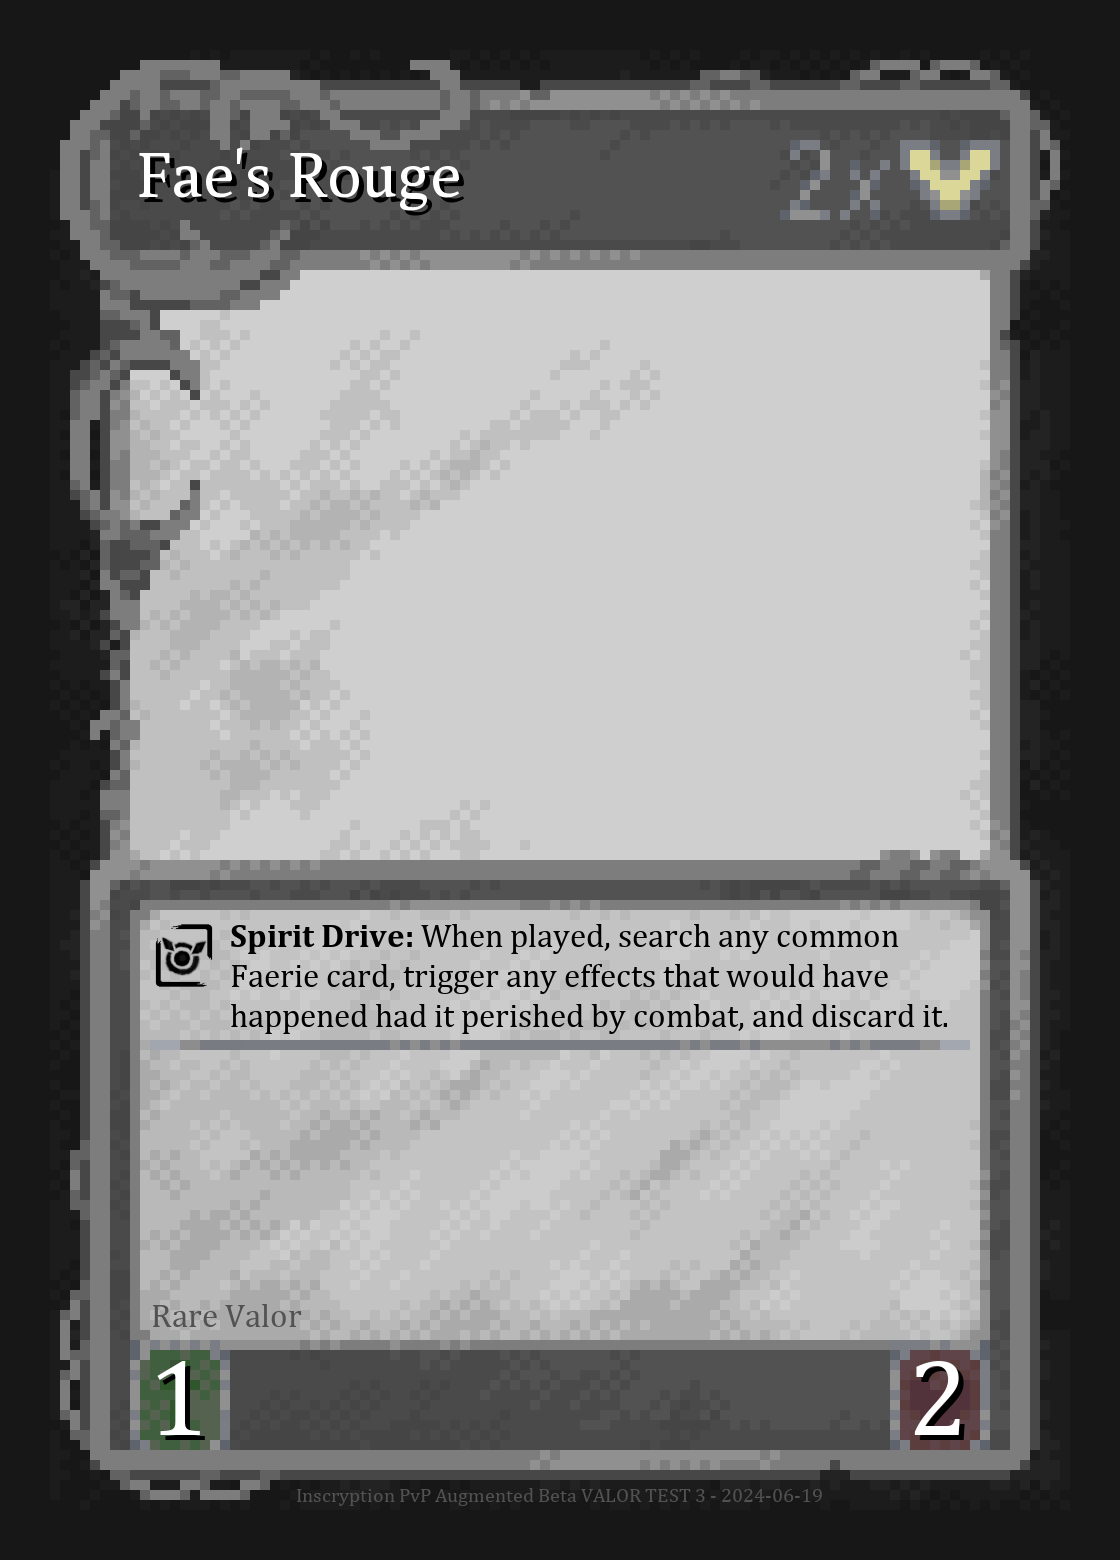 Fae's Rouge
2x
Spirit Drive: When played, search any common
Faerie card, trigger any effects that would have
happened had it perished by combat, and discard it.
Rare Valor
1
2
Inscryption PvP Augmented Beta VALOR TEST 3 - 2024-06-19